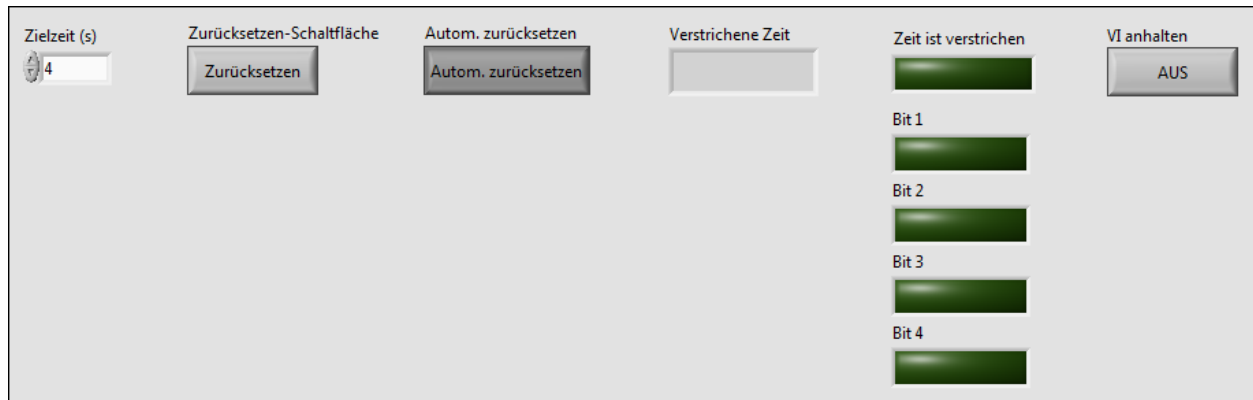 Zielzeit (s)
4
Zurücksetzen-Schaltfläche
Zurücksetzen
Autom. zurücksetzen
Autom. zurücksetzen
Verstrichene Zeit
Zeit ist verstrichen
Bit 1
Bit 2
Bit 3
Bit 4
VI anhalten
AUS